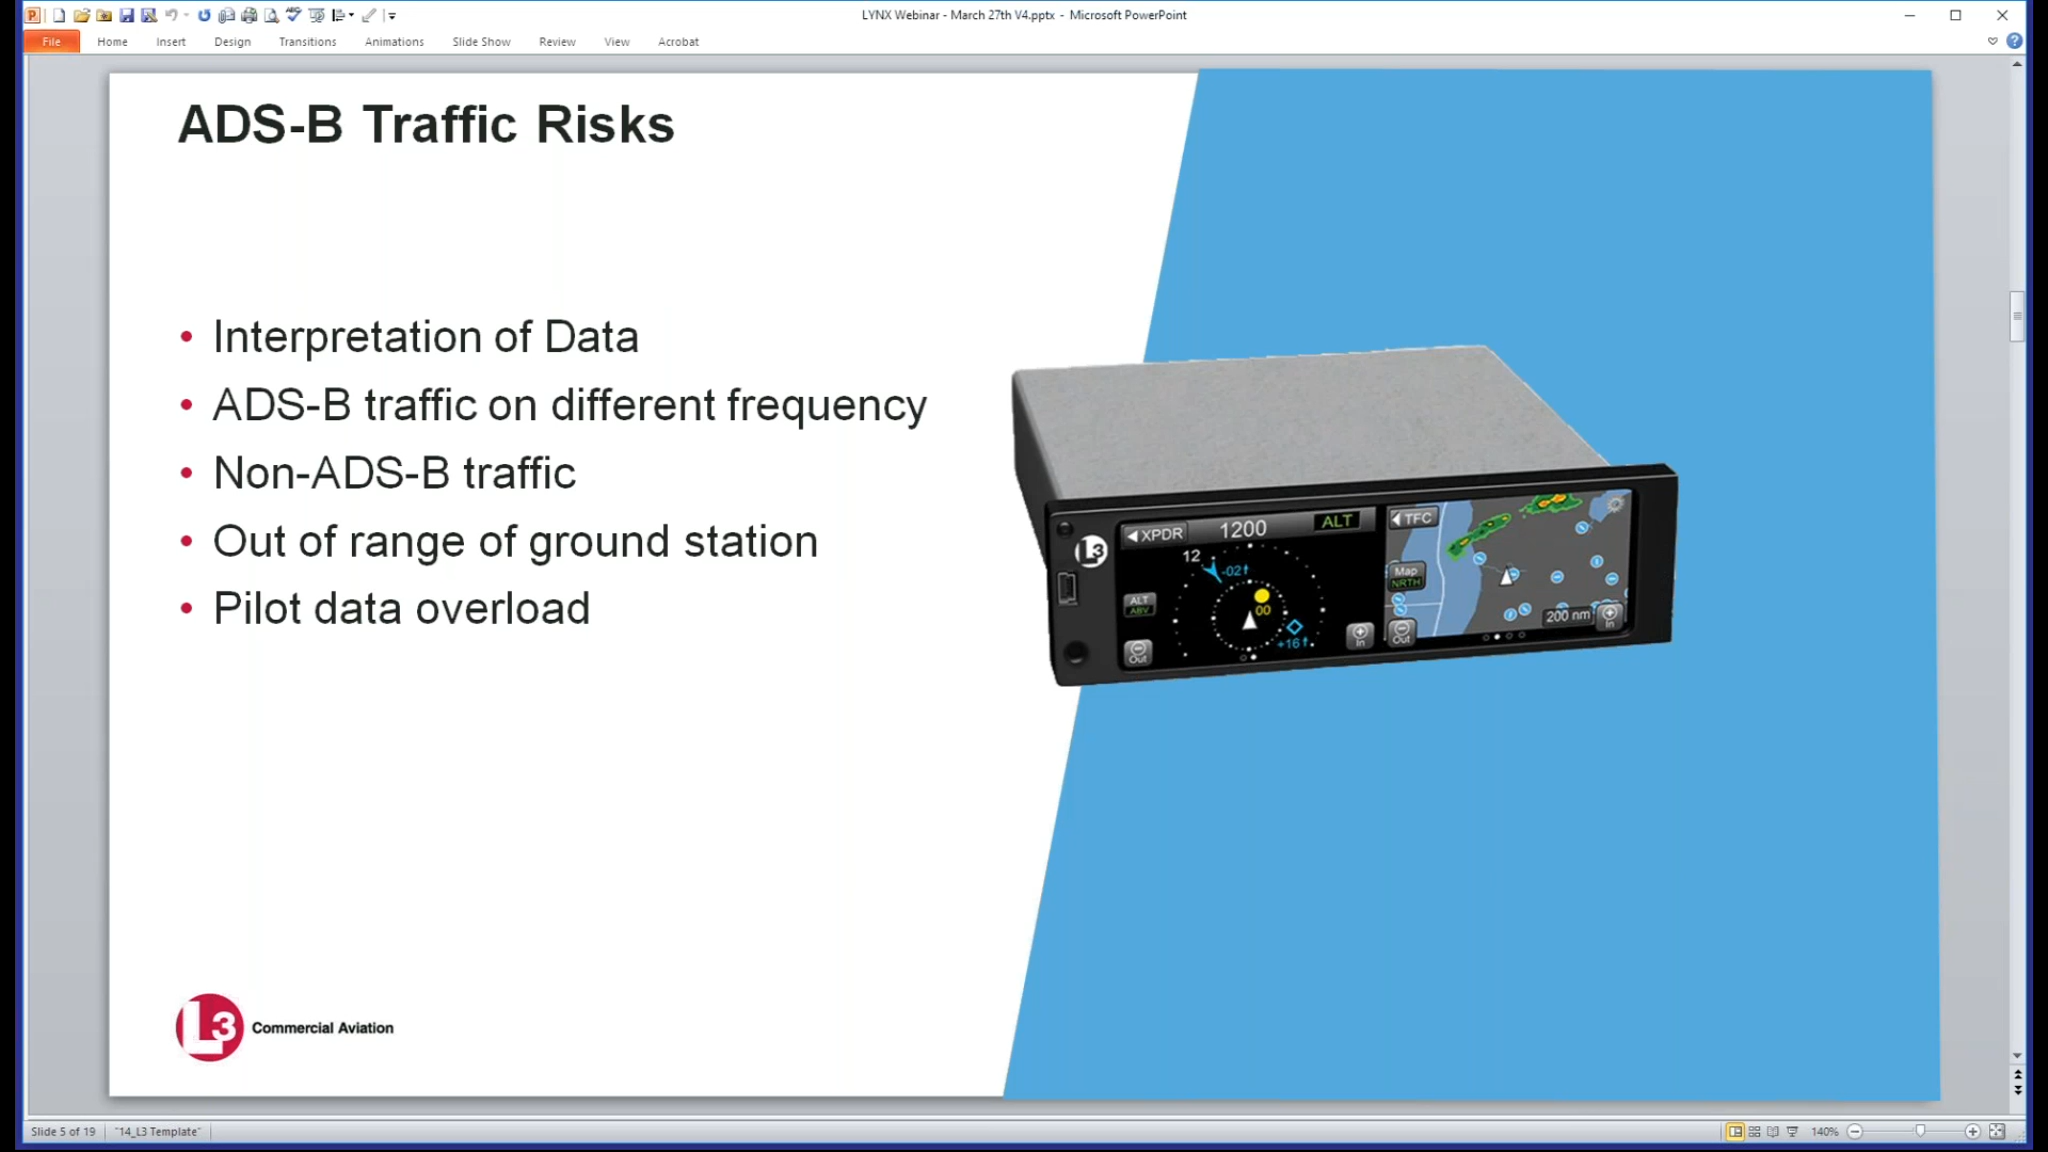 LYNX Webinar - March 27th V4.pptx - Microsoft PowerPoint
File Home Insert Design Transitions Animations Slide Show Review View Acrobat
ADS-B Traffic Risks
• Interpretation of Data
• ADS-B traffic on different frequency
• Non-ADS-B traffic
• Out of range of ground station
• Pilot data overload
L3
XPDR 1200 ALT
12
-02
ALT
ABV
00
+16
Out
In
TFC
Map
NRTH
200 nm
Out
In
L3 Commercial Aviation
Slide 5 of 19 "14_L3 Template" 140%